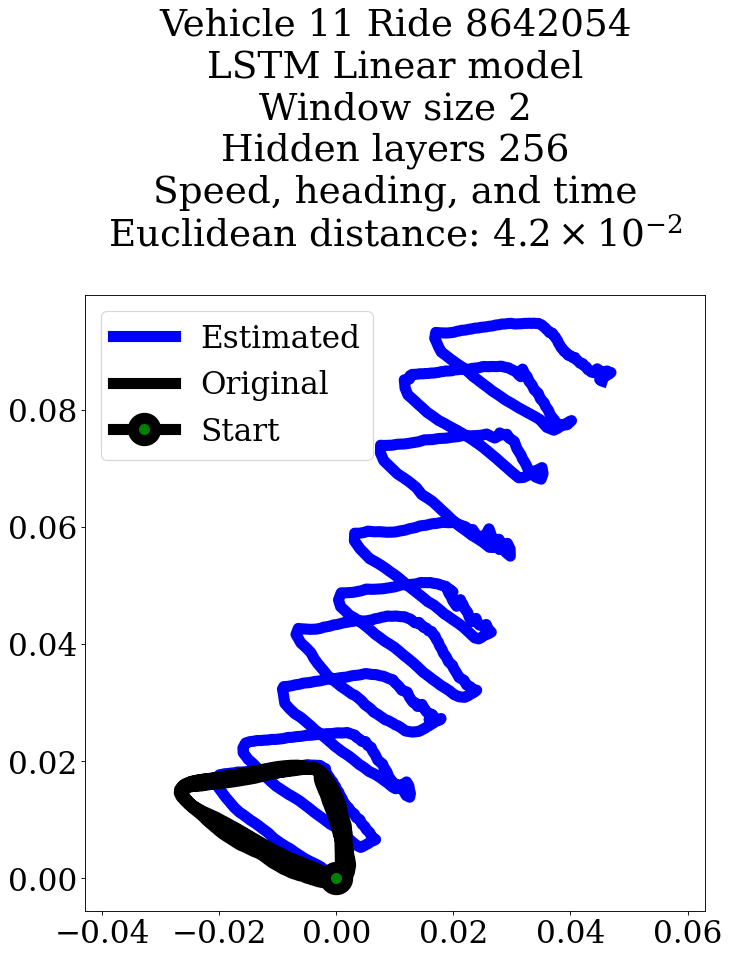 Vehicle 11 Ride 8642054
LSTM Linear model
Window size 2
Hidden layers 256
Speed, heading, and time
Euclidean distance: 4.2 × 10⁻²
Estimated
Original
Start
0.08
0.06
0.04
0.02
0.00
−0.04 −0.02 0.00 0.02 0.04 0.06